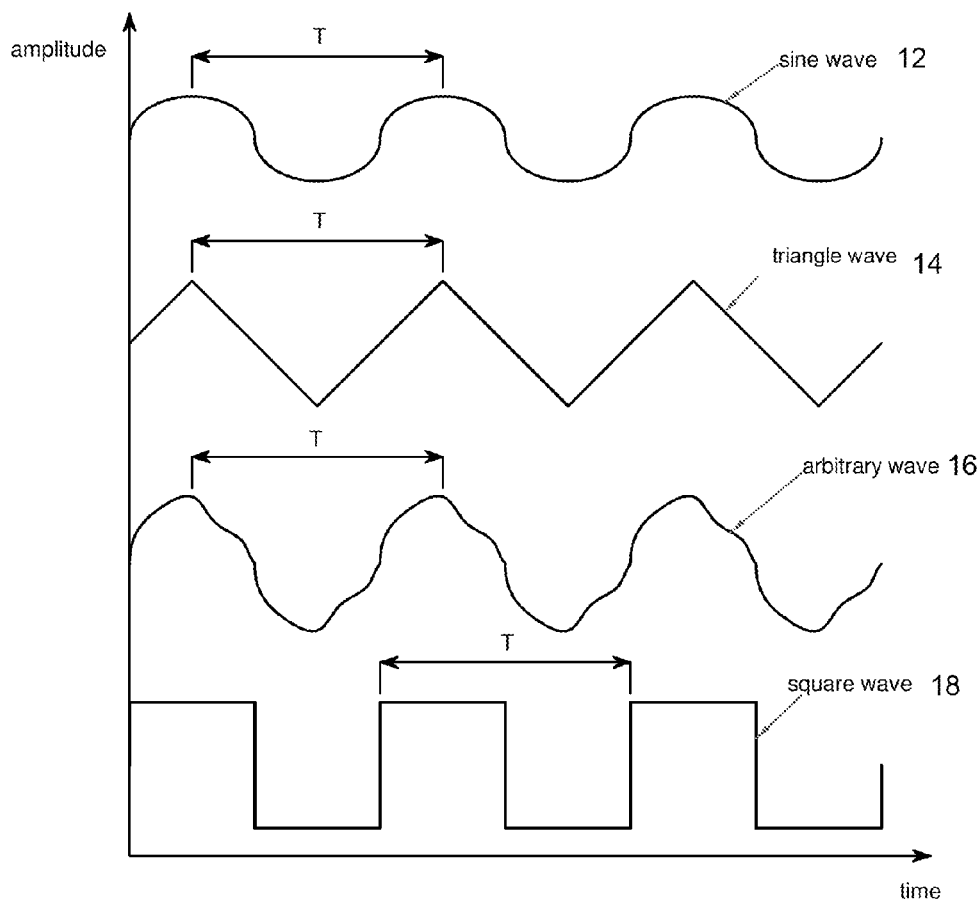 amplitude
T
sine wave 12
T
triangle wave 14
T
arbitrary wave 16
T
square wave 18
time